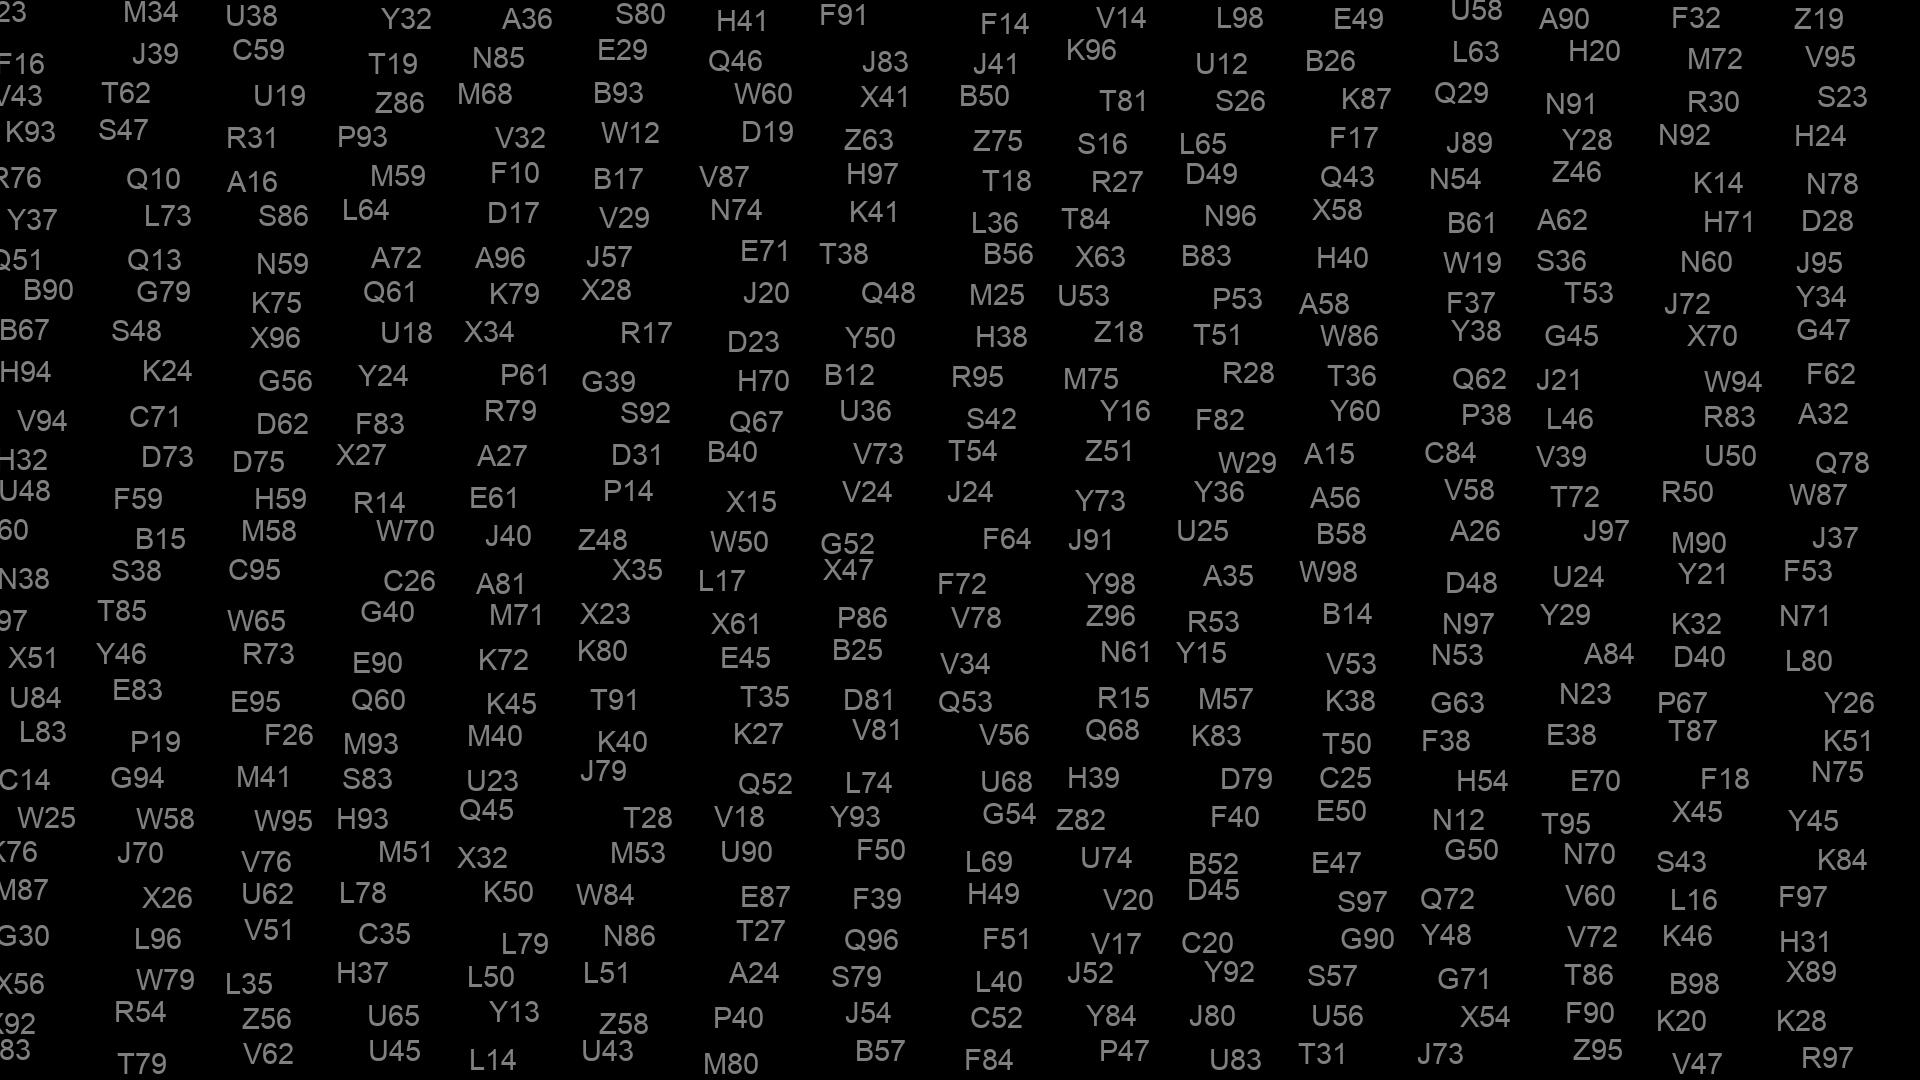 23 M34 U38 Y32 A36 S80 H41 F91 F14 V14 L98 E49 U58 A90 F32 Z19
F16 J39 C59 T19 N85 E29 Q46 J83 J41 K96 U12 B26 L63 H20 M72 V95
V43 T62 U19 Z86 M68 B93 W60 X41 B50 T81 S26 K87 Q29 N91 R30 S23
K93 S47 R31 P93 V32 W12 D19 Z63 Z75 S16 L65 F17 J89 Y28 N92 H24
R76 Q10 A16 M59 F10 B17 V87 H97 T18 R27 D49 Q43 N54 Z46 K14 N78
Y37 L73 S86 L64 D17 V29 N74 K41 L36 T84 N96 X58 B61 A62 H71 D28
Q51 Q13 N59 A72 A96 J57 E71 T38 B56 X63 B83 H40 W19 S36 N60 J95
B90 G79 K75 Q61 K79 X28 J20 Q48 M25 U53 P53 A58 F37 T53 J72 Y34
B67 S48 X96 U18 X34 R17 D23 Y50 H38 Z18 T51 W86 Y38 G45 X70 G47
H94 K24 G56 Y24 P61 G39 H70 B12 R95 M75 R28 T36 Q62 J21 W94 F62
V94 C71 D62 F83 R79 S92 Q67 U36 S42 Y16 F82 Y60 P38 L46 R83 A32
H32 D73 D75 X27 A27 D31 B40 V73 T54 Z51 W29 A15 C84 V39 U50 Q78
U48 F59 H59 R14 E61 P14 X15 V24 J24 Y73 Y36 A56 V58 T72 R50 W87
60 B15 M58 W70 J40 Z48 W50 G52 F64 J91 U25 B58 A26 J97 M90 J37
N38 S38 C95 C26 A81 X35 L17 X47 F72 Y98 A35 W98 D48 U24 Y21 F53
97 T85 W65 G40 M71 X23 X61 P86 V78 Z96 R53 B14 N97 Y29 K32 N71
X51 Y46 R73 E90 K72 K80 E45 B25 V34 N61 Y15 V53 N53 A84 D40 L80
U84 E83 E95 Q60 K45 T91 T35 D81 Q53 R15 M57 K38 G63 N23 P67 Y26
L83 P19 F26 M93 M40 K40 K27 V81 V56 Q68 K83 T50 F38 E38 T87 K51
C14 G94 M41 S83 U23 J79 Q52 L74 U68 H39 D79 C25 H54 E70 F18 N75
W25 W58 W95 H93 Q45 T28 V18 Y93 G54 Z82 F40 E50 N12 T95 X45 Y45
K76 J70 V76 M51 X32 M53 U90 F50 L69 U74 B52 E47 G50 N70 S43 K84
M87 X26 U62 L78 K50 W84 E87 F39 H49 V20 D45 S97 Q72 V60 L16 F97
G30 L96 V51 C35 L79 N86 T27 Q96 F51 V17 C20 G90 Y48 V72 K46 H31
X56 W79 L35 H37 L50 L51 A24 S79 L40 J52 Y92 S57 G71 T86 B98 X89
92 R54 Z56 U65 Y13 Z58 P40 J54 C52 Y84 J80 U56 X54 F90 K20 K28
83 T79 V62 U45 L14 U43 M80 B57 F84 P47 U83 T31 J73 Z95 V47 R97